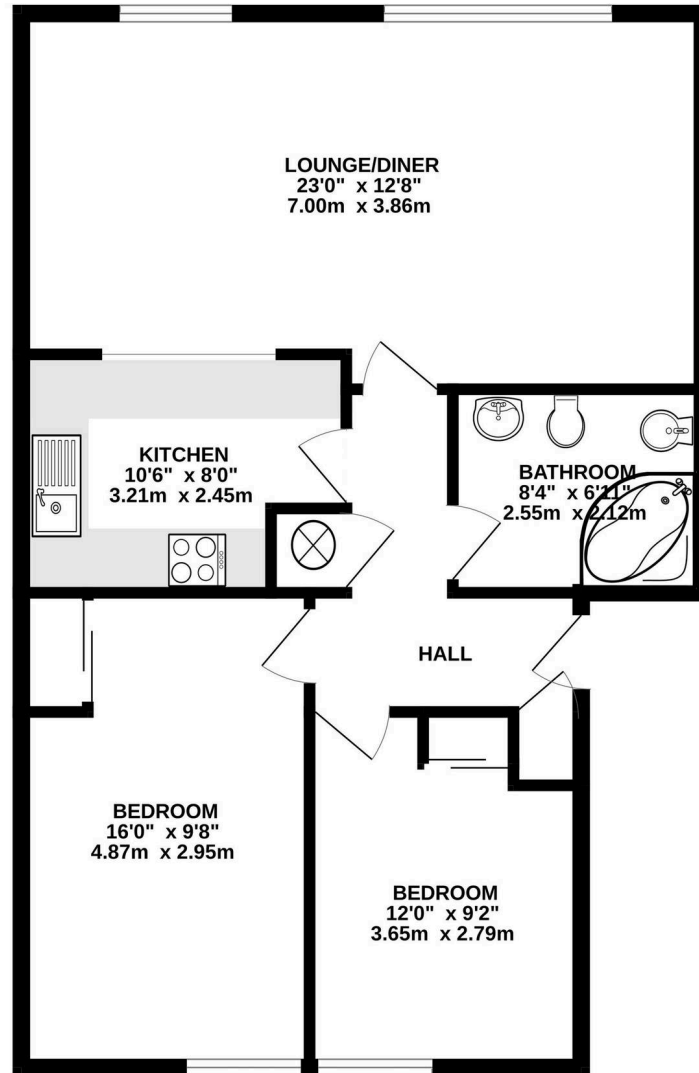 LOUNGE/DINER
23'0" x 12'8"
7.00m x 3.86m
KITCHEN
10'6" x 8'0"
3.21m x 2.45m
BATHROOM
8'4" x 6'11"
2.55m x 2.12m
HALL
BEDROOM
16'0" x 9'8"
4.87m x 2.95m
BEDROOM
12'0" x 9'2"
3.65m x 2.79m